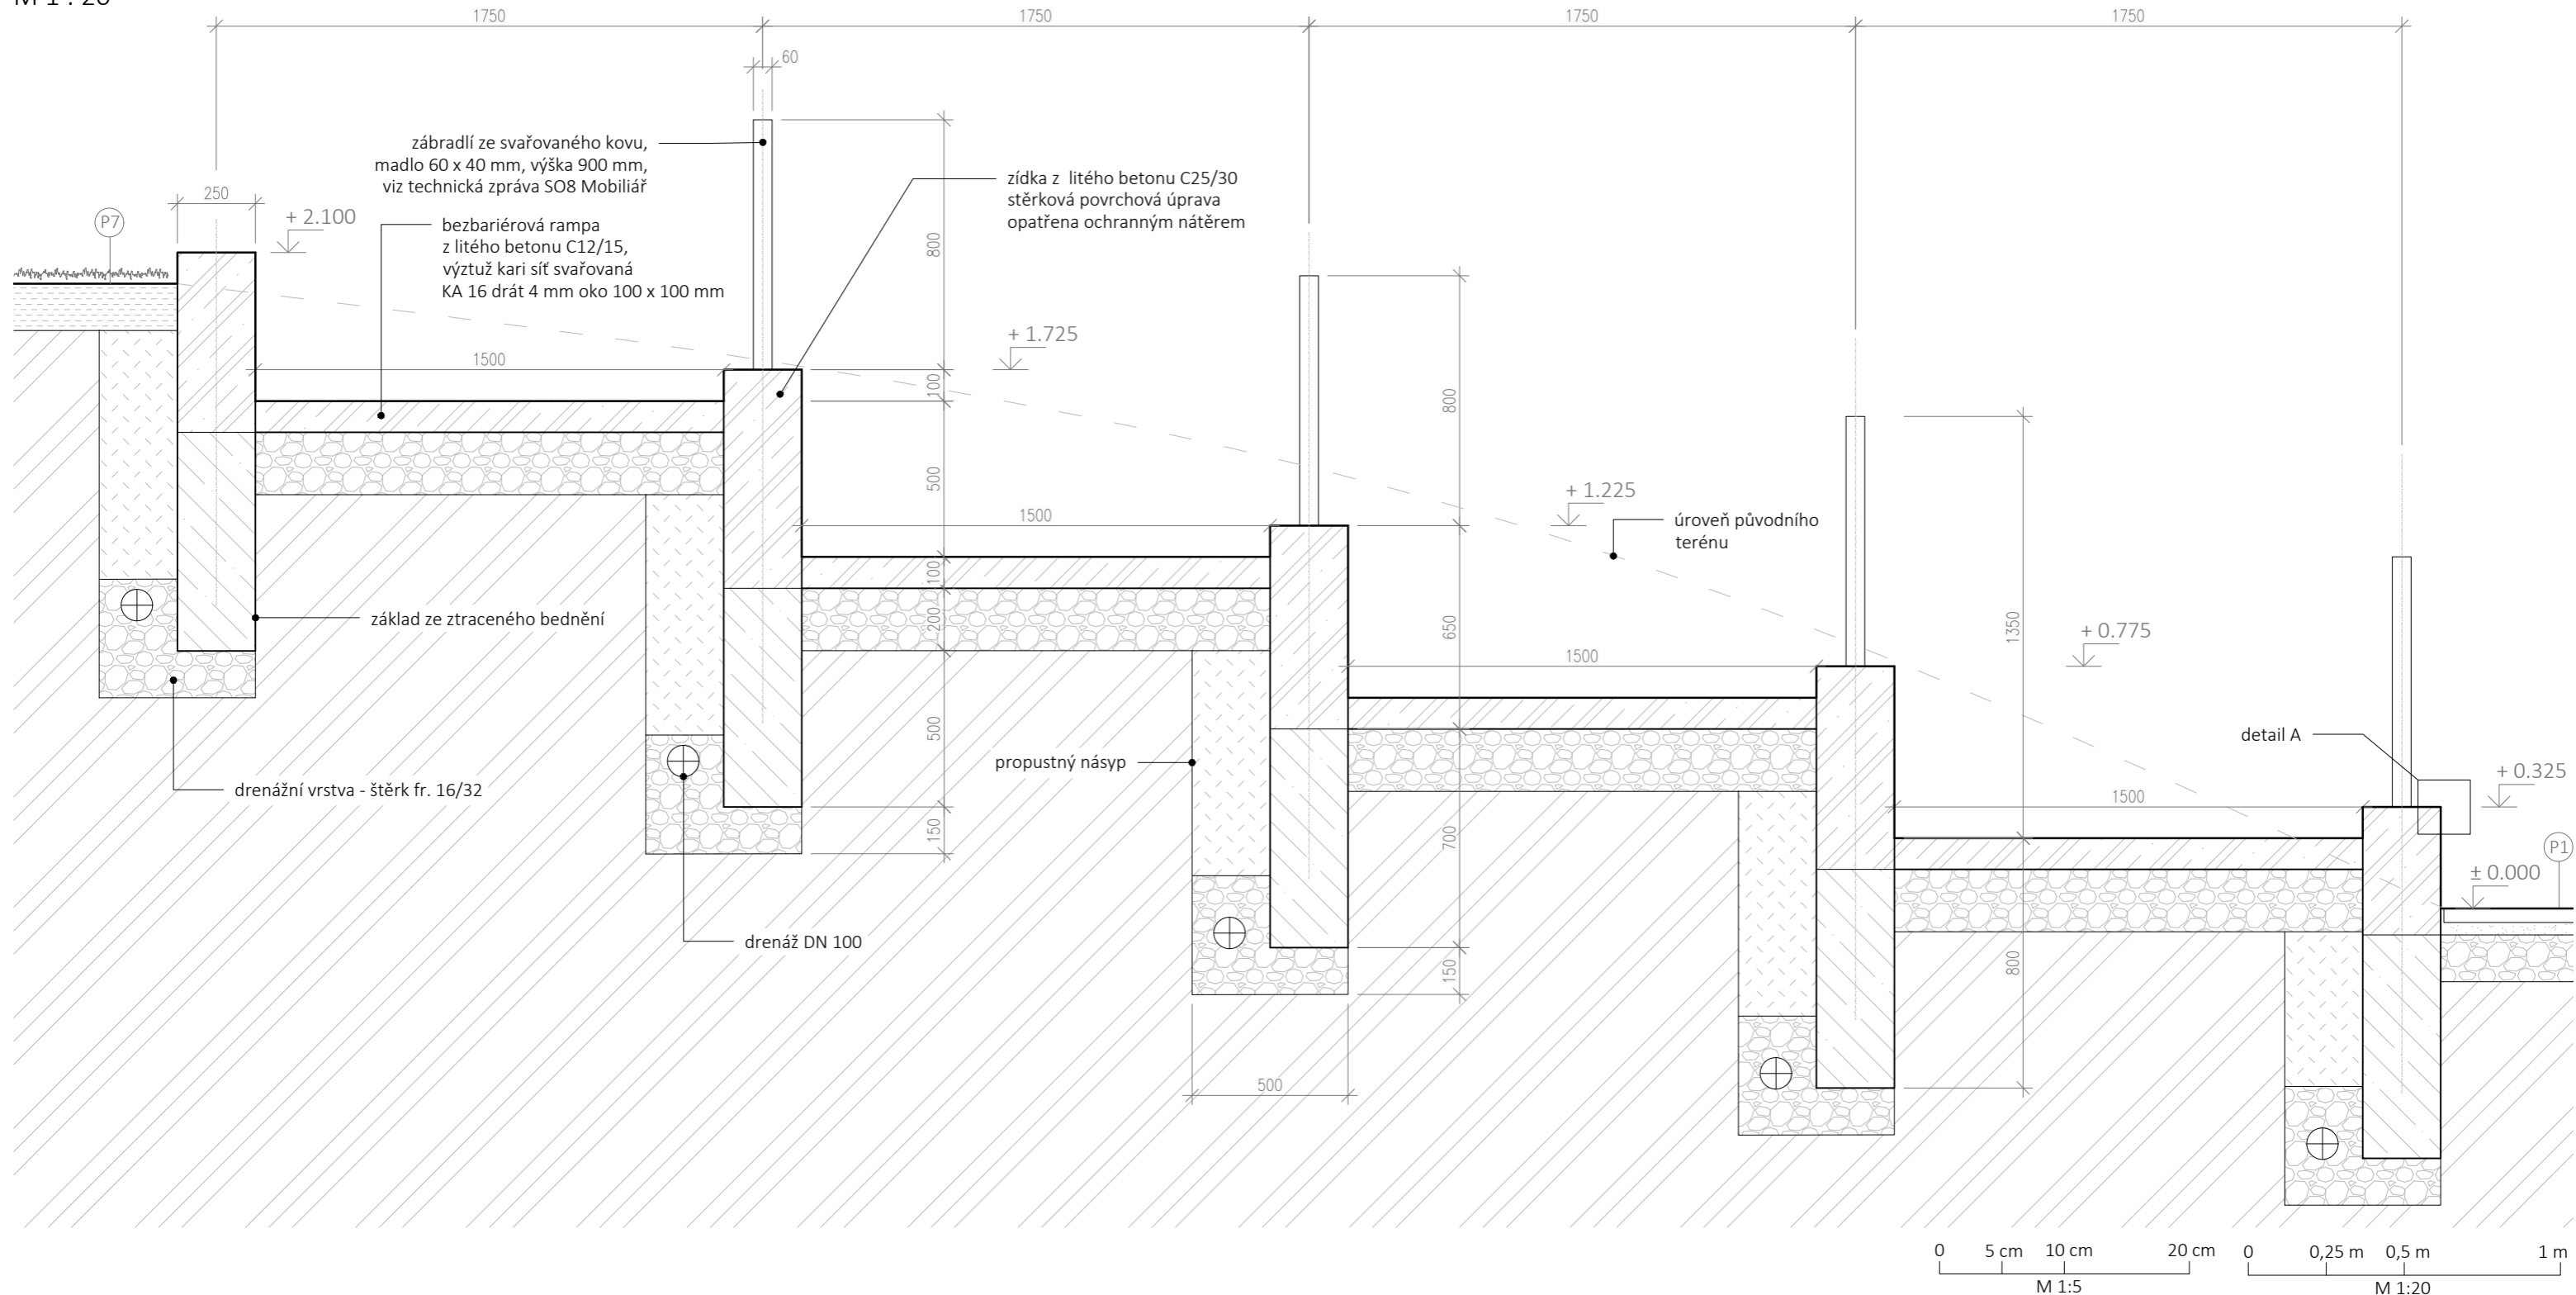 M 1 : 20
1750
1750
1750
1750
60
zábradlí ze svařovaného kovu,
madlo 60 x 40 mm, výška 900 mm,
viz technická zpráva SO8 Mobiliář
zídka z litého betonu C25/30
stěrková povrchová úprava
opatřena ochranným nátěrem
250
P7
+ 2.100
bezbariérová rampa
z litého betonu C12/15,
výztuž kari síť svařovaná
KA 16 drát 4 mm oko 100 x 100 mm
800
+ 1.725
1500
100
800
500
+ 1.225
1500
úroveň původního
terénu
100
200
650
1350
+ 0.775
1500
základ ze ztraceného bednění
500
detail A
propustný násyp
+ 0.325
1500
drenážní vrstva - štěrk fr. 16/32
150
700
P1
± 0.000
drenáž DN 100
150
800
500
0
5 cm
10 cm
20 cm
M 1:5
0
0,25 m
0,5 m
1 m
M 1:20